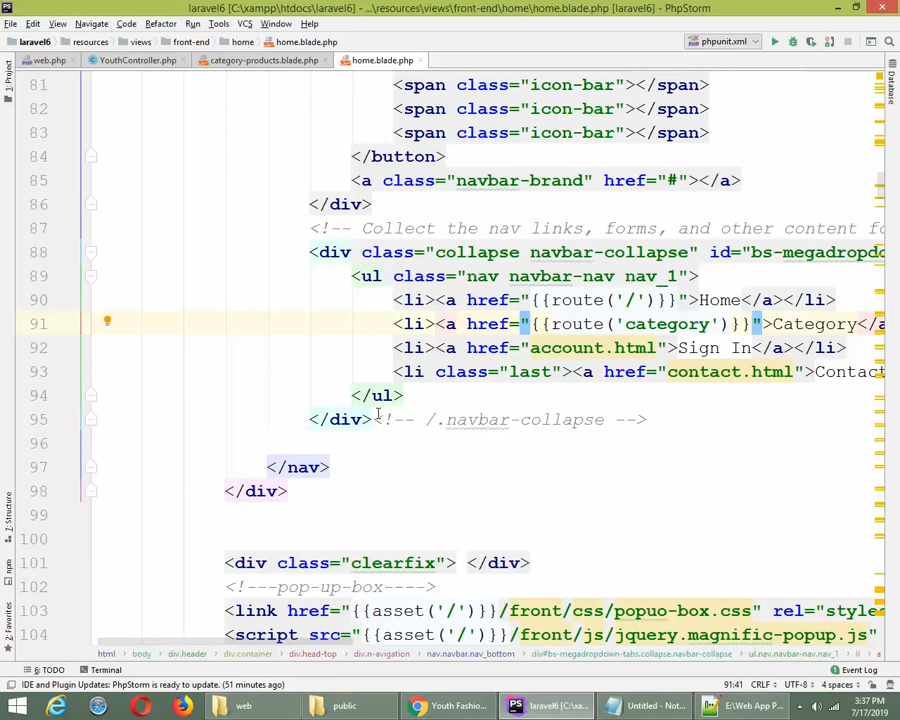 laravel6 [C:\xampp\htdocs\laravel6] - ...\resources\views\front-end\home\home.blade.php [laravel6] - PhpStorm
File Edit View Navigate Code Refactor Run Tools VCS Window Help
laravel6 resources views front-end home home.blade.php phpunit.xml
web.php YouthController.php category-products.blade.php home.blade.php
81 <span class="icon-bar"></span>
82 <span class="icon-bar"></span>
83 <span class="icon-bar"></span>
84 </button>
85 <a class="navbar-brand" href="#"></a>
86 </div>
87 <!-- Collect the nav links, forms, and other content fo
88 <div class="collapse navbar-collapse" id="bs-megadropdo
89 <ul class="nav navbar-nav nav_1">
90 <li><a href="{{route('/')}}">Home</a></li>
91 <li><a href="{{route('category')}}">Category</a
92 <li><a href="account.html">Sign In</a></li>
93 <li class="last"><a href="contact.html">Contac
94 </ul>
95 </div><!-- /.navbar-collapse -->
96
97 </nav>
98 </div>
99
100
101 <div class="clearfix"> </div>
102 <!---pop-up-box---->
103 <link href="{{asset('/')}}/front/css/popuo-box.css" rel="style
104 <script src="{{asset('/')}}/front/js/jquery.magnific-popup.js"
html body div.header div.container div.head-top div.n-avigation nav.navbar.nav_bottom div#bs-megadropdown-tabs.collapse.navbar-collapse ul.nav.navbar-nav.nav_1 li a
1: Project
7: Structure
npm
2: Favorites
Database
6: TODO Terminal Event Log
IDE and Plugin Updates: PhpStorm is ready to update. (51 minutes ago) 91:41 CRLF UTF-8 4 spaces
web public Youth Fashio... laravel6 [C:\xa... Untitled - Not... E:\Web App P... 3:37 PM
7/17/2019